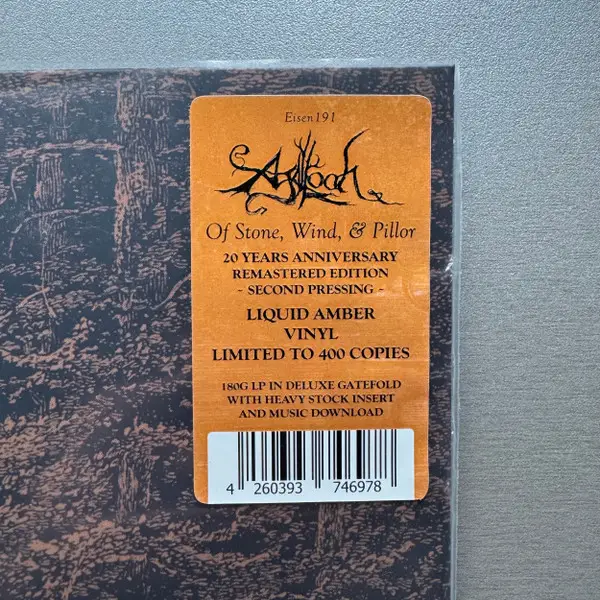 Eisen191
Agalloch
Of Stone, Wind, & Pillor
20 YEARS ANNIVERSARY
REMASTERED EDITION
~ SECOND PRESSING ~
LIQUID AMBER
VINYL
LIMITED TO 400 COPIES
180G LP IN DELUXE GATEFOLD
WITH HEAVY STOCK INSERT
AND MUSIC DOWNLOAD
4 260393 746978